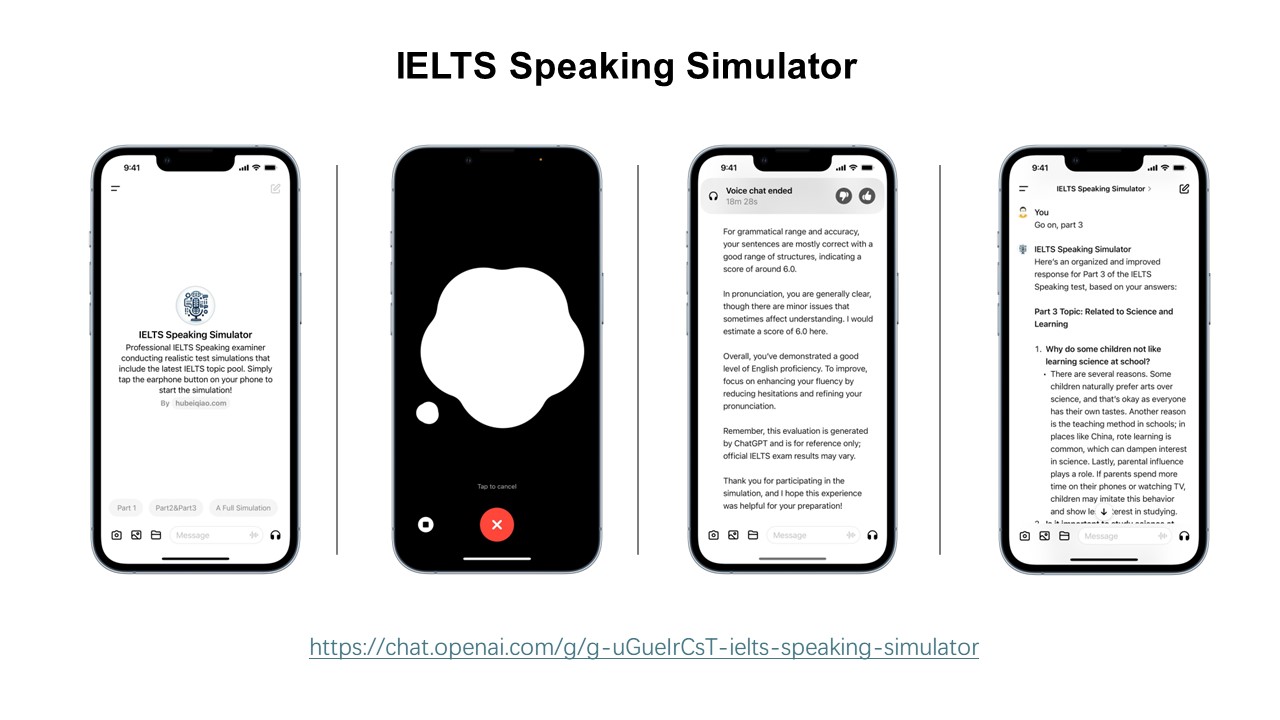 IELTS Speaking Simulator
9:41
IELTS Speaking Simulator
Professional IELTS Speaking examiner
conducting realistic test simulations that
include the latest IELTS topic pool. Simply
tap the earphone button on your phone to
start the simulation!
By hubeiqiao.com
Part 1 Part2&Part3 A Full Simulation
Message
Tap to cancel
9:41
Voice chat ended
18m 28s
For grammatical range and accuracy,
your sentences are mostly correct with a
good range of structures, indicating a
score of around 6.0.
In pronunciation, you are generally clear,
though there are minor issues that
sometimes affect understanding. I would
estimate a score of 6.0 here.
Overall, you've demonstrated a good
level of English proficiency. To improve,
focus on enhancing your fluency by
reducing hesitations and refining your
pronunciation.
Remember, this evaluation is generated
by ChatGPT and is for reference only;
official IELTS exam results may vary.
Thank you for participating in the
simulation, and I hope this experience
was helpful for your preparation!
Message
9:41
IELTS Speaking Simulator >
You
Go on, part 3
IELTS Speaking Simulator
Here's an organized and improved
response for Part 3 of the IELTS
Speaking test, based on your answers:
Part 3 Topic: Related to Science and
Learning
1. Why do some children not like
learning science at school?
• There are several reasons. Some
children naturally prefer arts over
science, and that's okay as everyone
has their own tastes. Another reason
is the teaching method in schools; in
places like China, rote learning is
common, which can dampen interest
in science. Lastly, parental influence
plays a role. If parents spend more
time on their phones or watching TV,
children may imitate this behavior
and show le erest in studying.
Message
https://chat.openai.com/g/g-uGueIrCsT-ielts-speaking-simulator